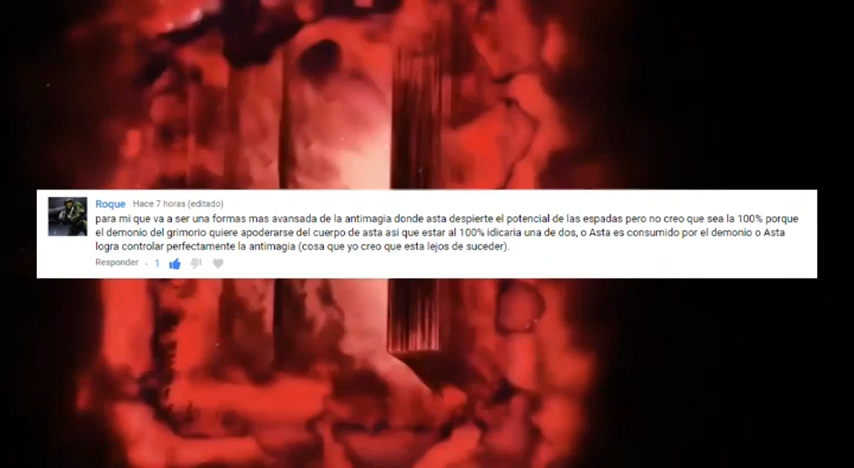 Roque Hace 7 horas (editado)
para mi que va a ser una formas mas avansada de la antimagia donde asta despierte el potencial de las espadas pero no creo que sea la 100% porque
el demonio del grimorio quiere apoderarse del cuerpo de asta asi que estar al 100% idicaria una de dos, o Asta es consumido por el demonio o Asta
logra controlar perfectamente la antimagia (cosa que yo creo que esta lejos de suceder).
Responder · 1